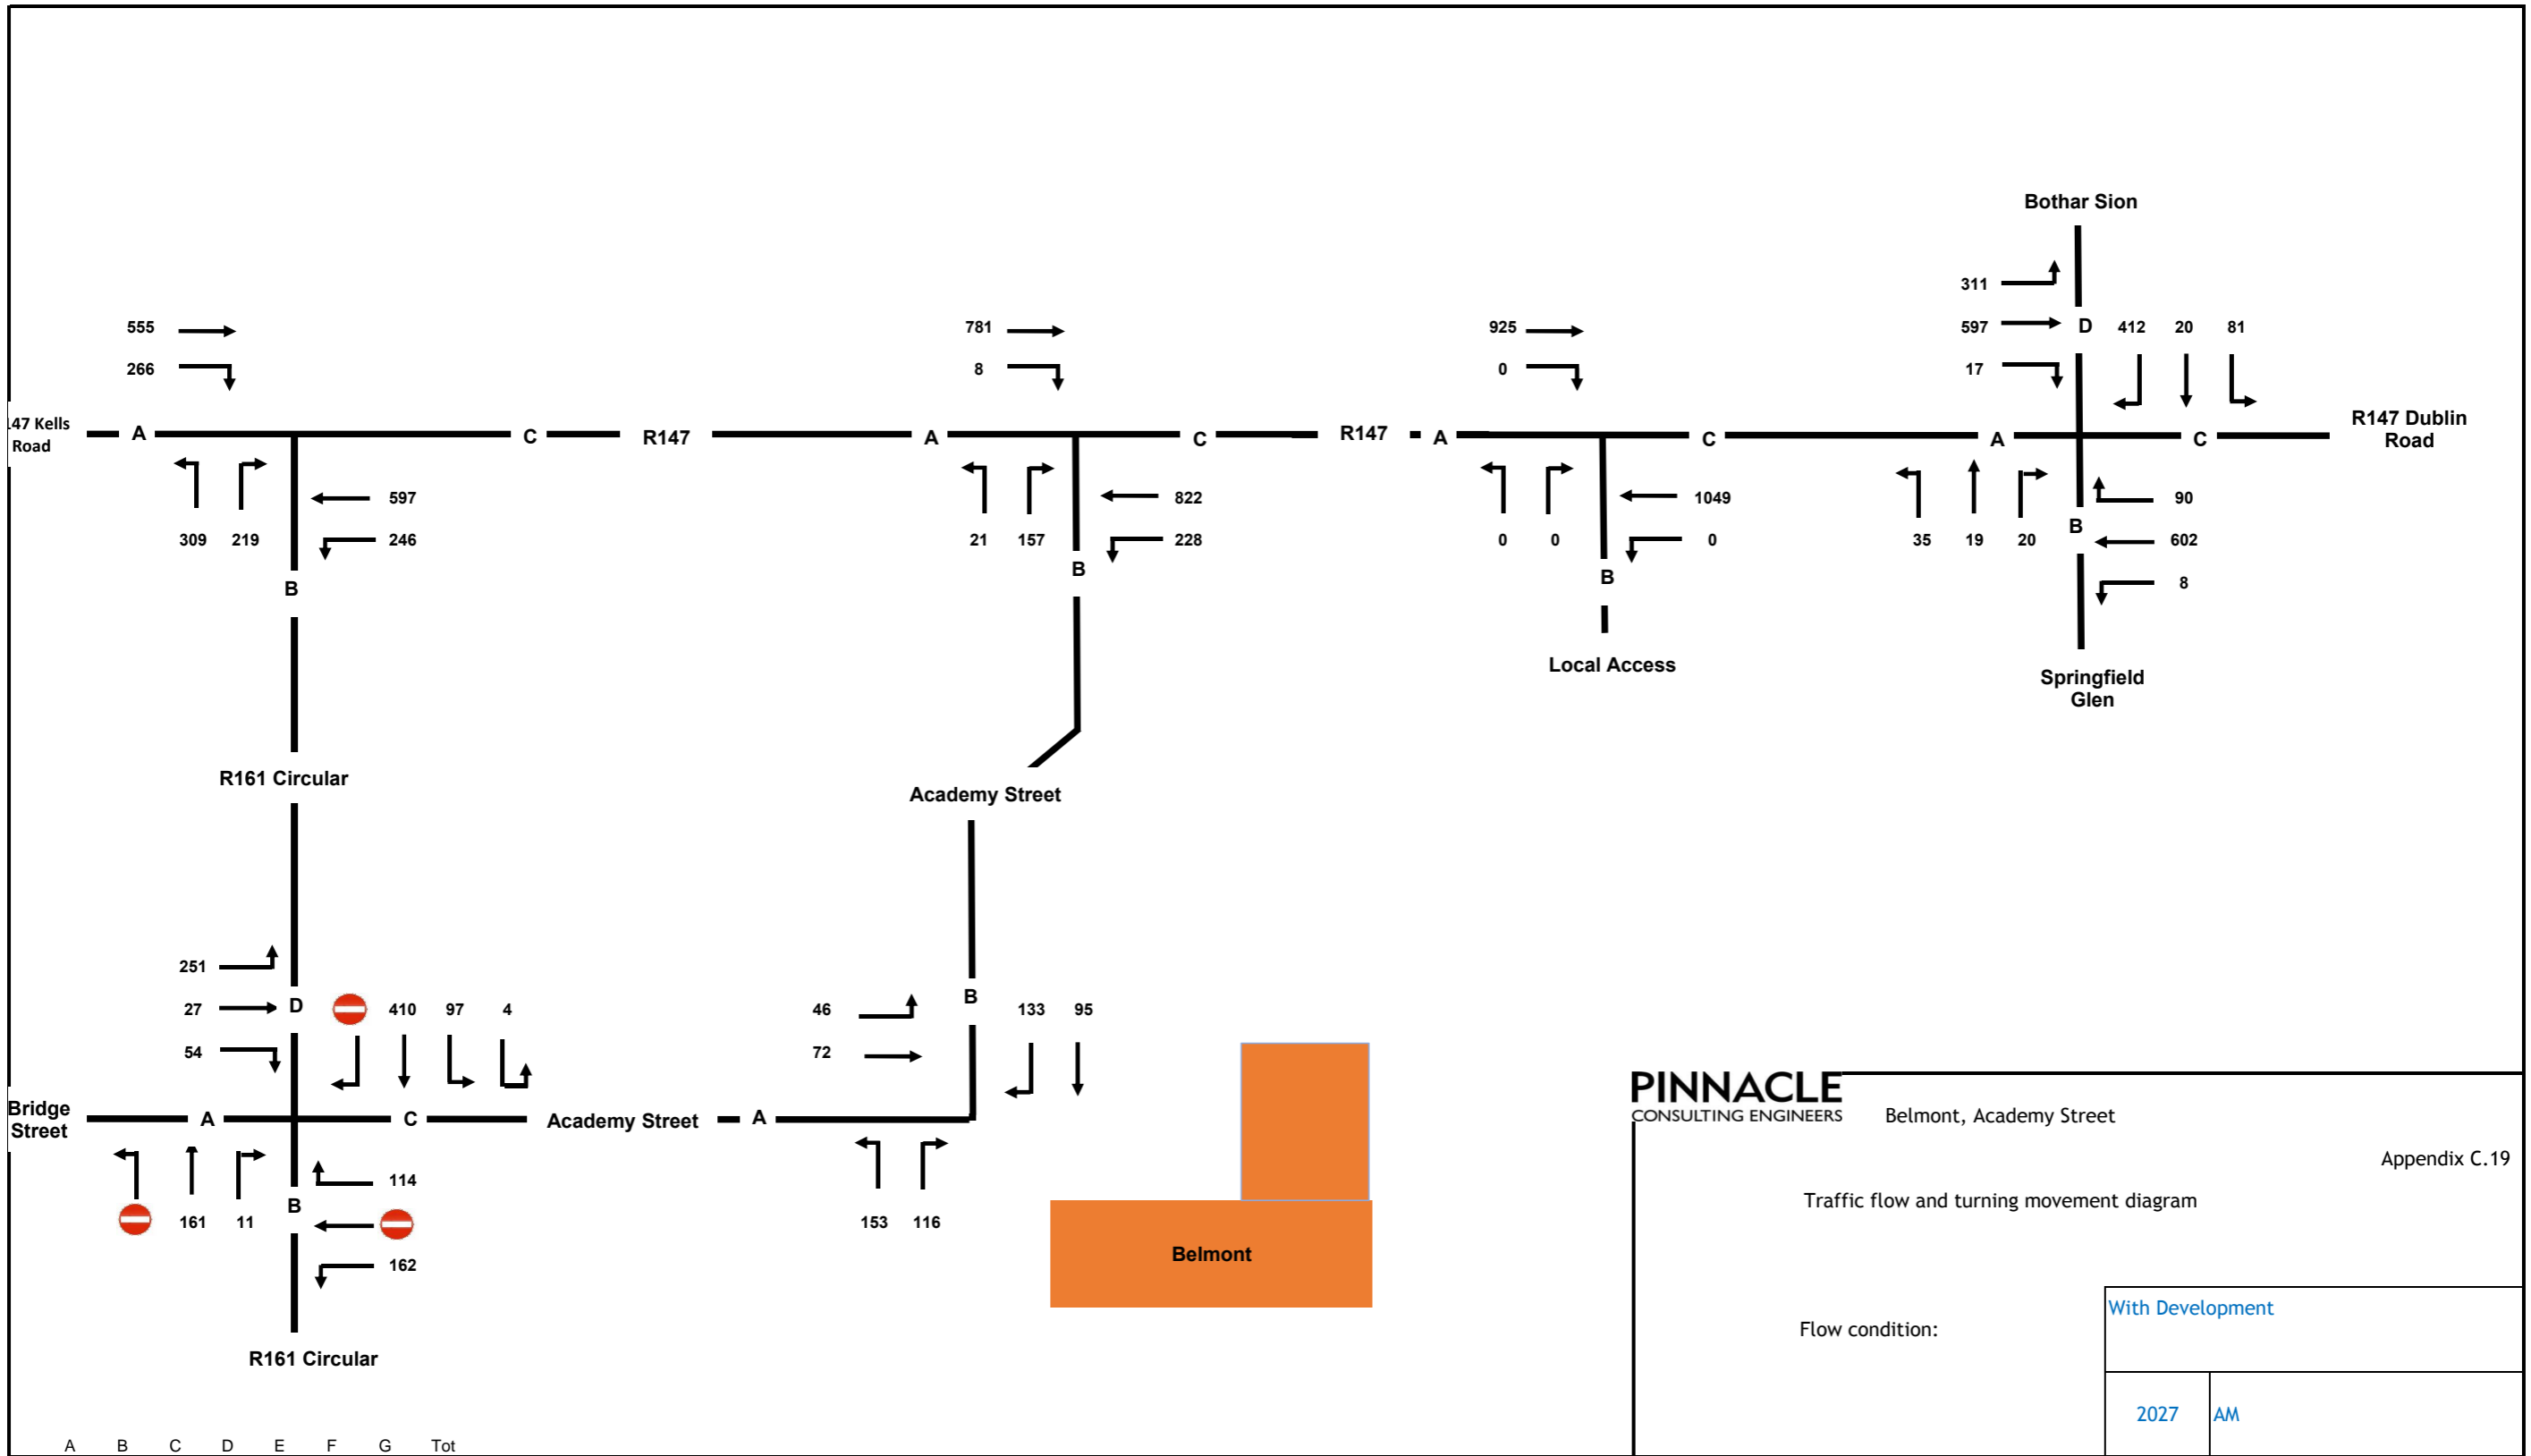 Bothar Sion
311
555 781 925 597 D 412 20 81
266 8 0 17
147 Kells
Road
A C R147 A C R147 A C A C
R147 Dublin
Road
597 822 1049 90
B
309 219 246 21 157 228 0 0 0 35 19 20 602
B B B 8
Local Access
Springfield
Glen
R161 Circular
Academy Street
251
27 D 410 97 4 46 B 133 95
54 72
Bridge
Street
A C Academy Street A
114
B
161 11 153 116
162
Belmont
R161 Circular
PINNACLE
CONSULTING ENGINEERS
Belmont, Academy Street
Appendix C.19
Traffic flow and turning movement diagram
With Development
Flow condition:
2027 AM
A B C D E F G Tot